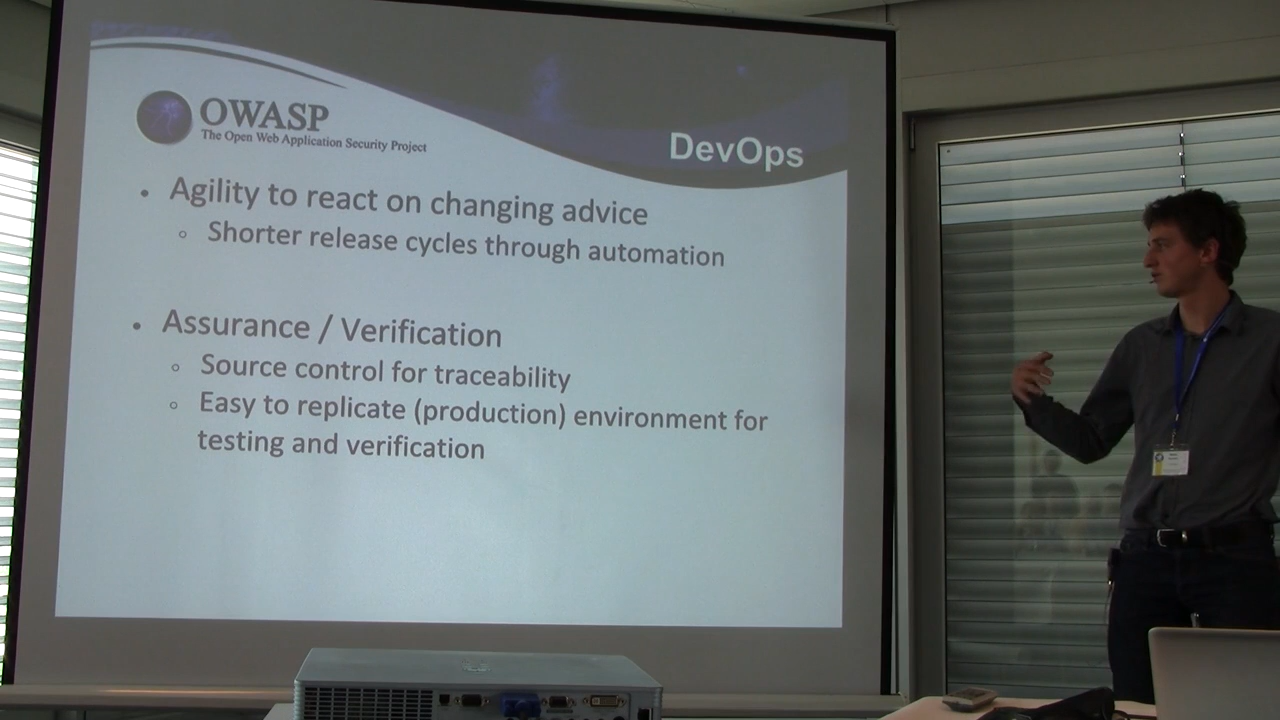 OWASP
The Open Web Application Security Project
DevOps
• Agility to react on changing advice
○ Shorter release cycles through automation
• Assurance / Verification
○ Source control for traceability
○ Easy to replicate (production) environment for
testing and verification